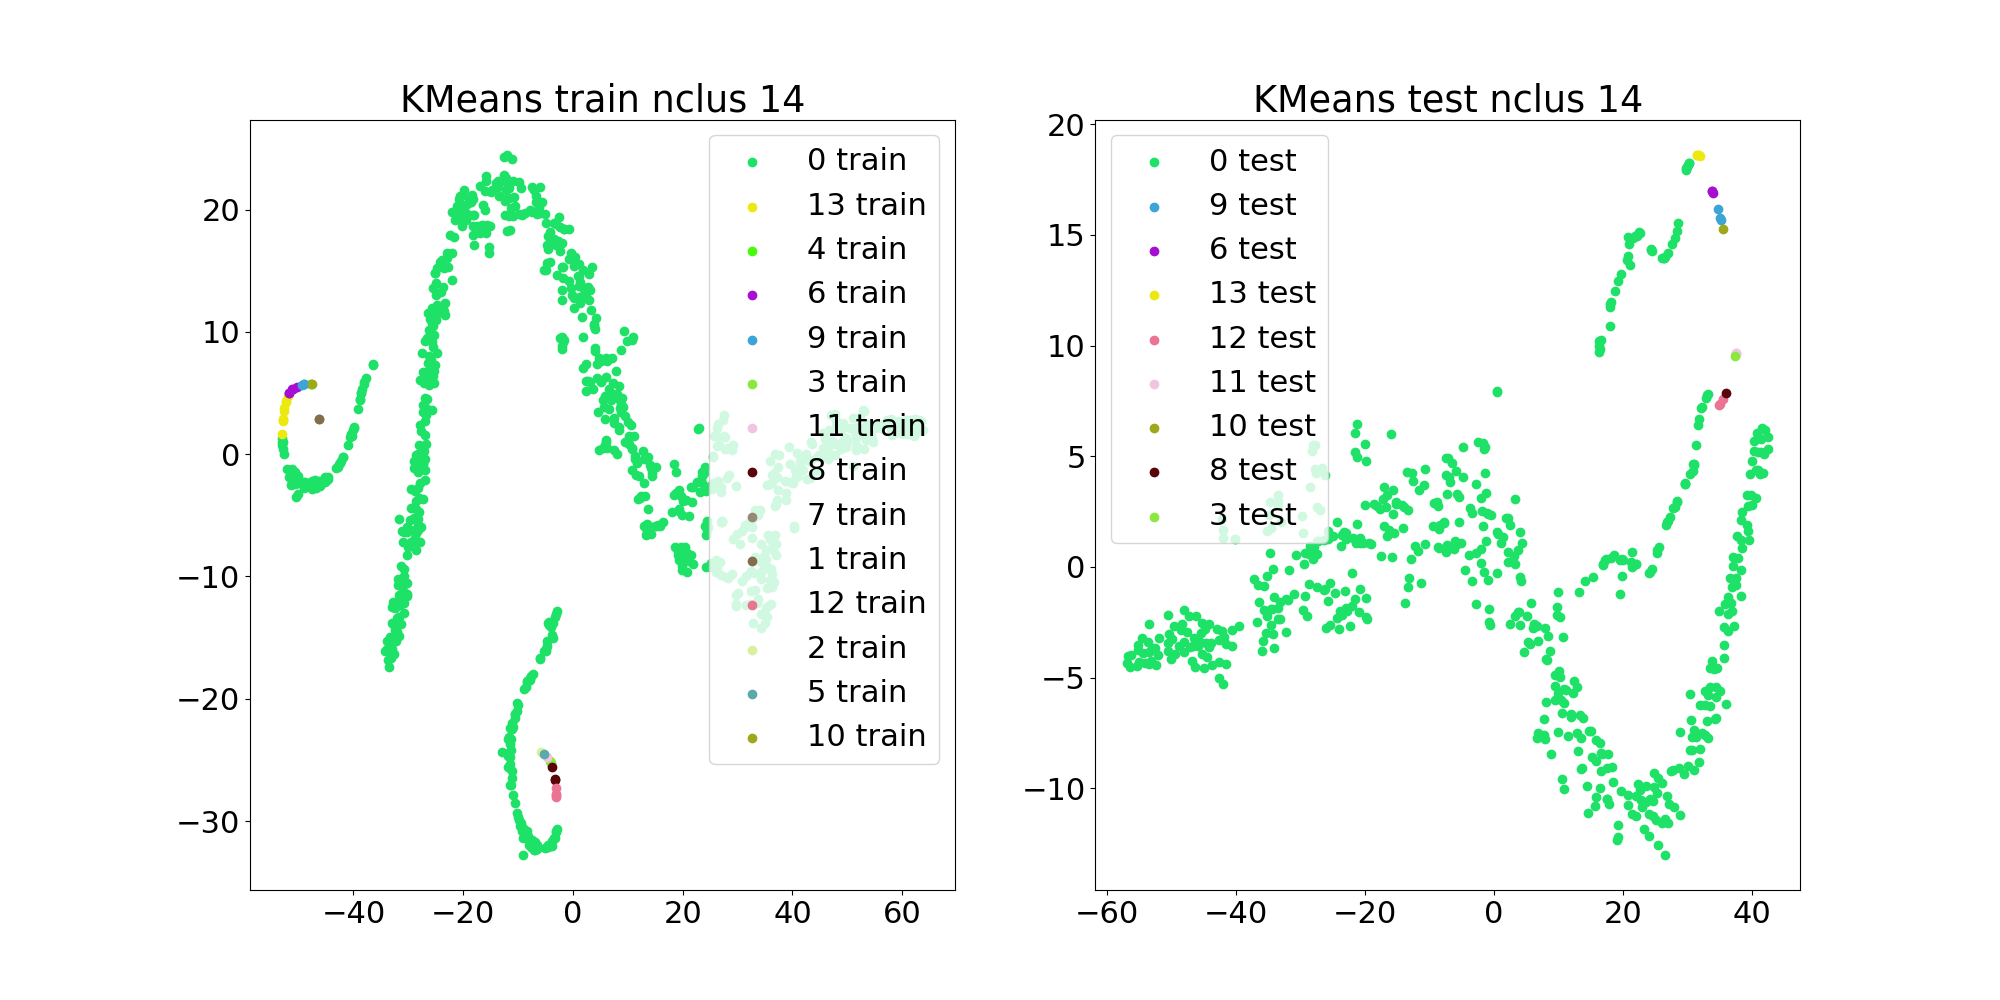 KMeans train nclus 14
20
10
0
−10
−20
−30
−40
−20
0
20
40
60
0 train
13 train
4 train
6 train
9 train
3 train
11 train
8 train
7 train
1 train
12 train
2 train
5 train
10 train
KMeans test nclus 14
20
15
10
5
0
−5
−10
−60
−40
−20
0
20
40
0 test
9 test
6 test
13 test
12 test
11 test
10 test
8 test
3 test